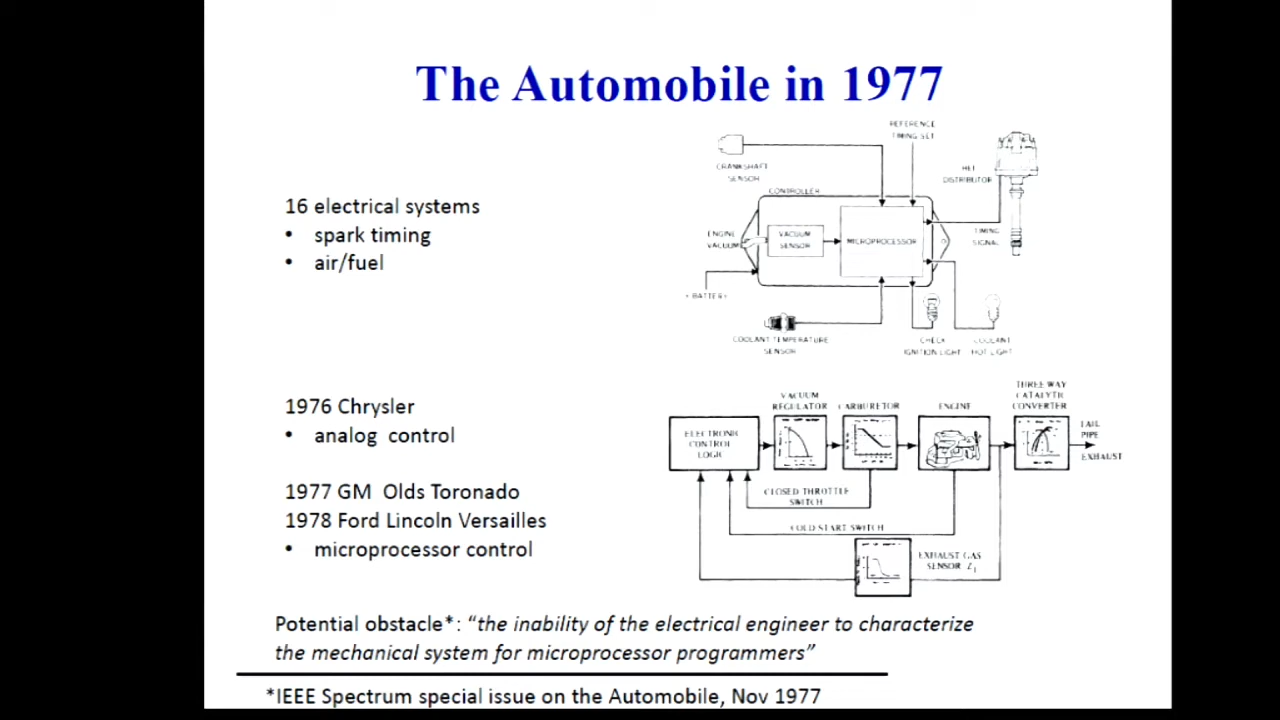 The Automobile in 1977
16 electrical systems
• spark timing
• air/fuel
REFERENCE
TIMING SET
CRANKSHAFT
SENSOR
CONTROLLER
HEI
DISTRIBUTOR
ENGINE
VACUUM
VACUUM
SENSOR
MICROPROCESSOR
TIMING
SIGNAL
COOLANT TEMPERATURE
SENSOR
CHECK
IGNITION LIGHT
COOLANT
HOT LIGHT
1976 Chrysler
• analog control
1977 GM Olds Toronado
1978 Ford Lincoln Versailles
• microprocessor control
ELECTRONIC
CONTROL
LOGIC
VACUUM
REGULATOR
CARBURETOR
ENGINE
THREE WAY
CATALYTIC
CONVERTER
TAIL
PIPE
EXHAUST
CLOSED THROTTLE
SWITCH
COLD START SWITCH
EXHAUST GAS
SENSOR Z1
Potential obstacle*: “the inability of the electrical engineer to characterize
the mechanical system for microprocessor programmers”
*IEEE Spectrum special issue on the Automobile, Nov 1977